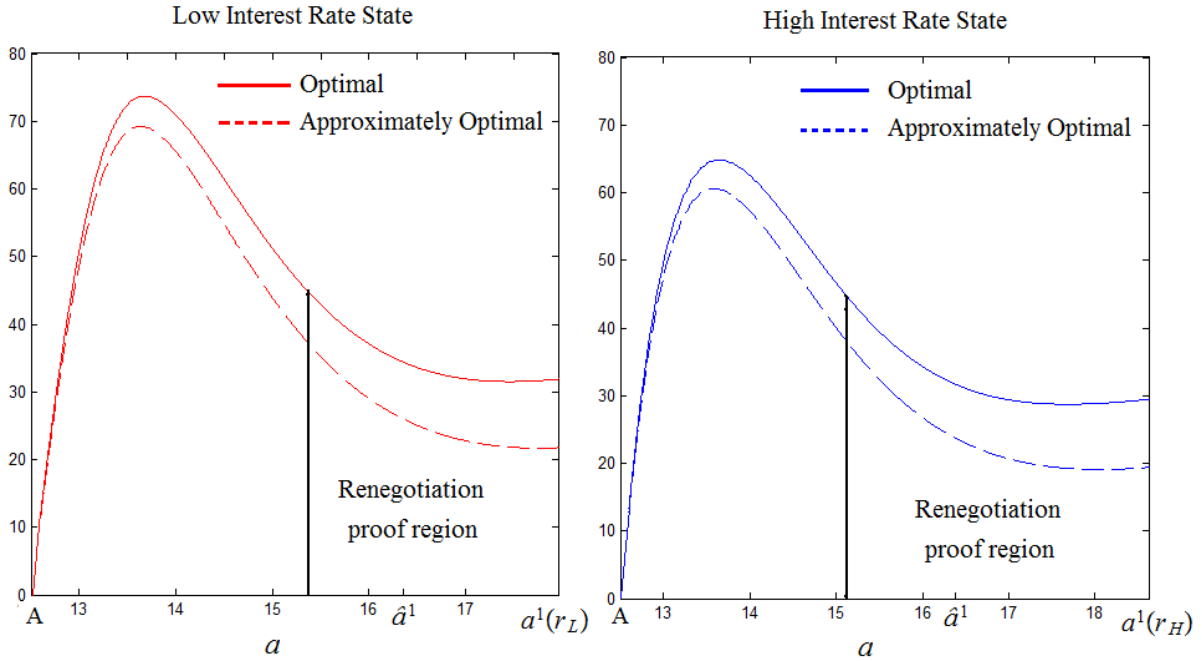 Low Interest Rate State
80
70
60
50
40
30
20
10
0
Optimal
Approximately Optimal
Renegotiation
proof region
A
13
14
15
16
â¹
17
a¹(r_L)
a
High Interest Rate State
80
70
60
50
40
30
20
10
0
Optimal
Approximately Optimal
Renegotiation
proof region
A
13
14
15
16
â¹
17
18
a¹(r_H)
a